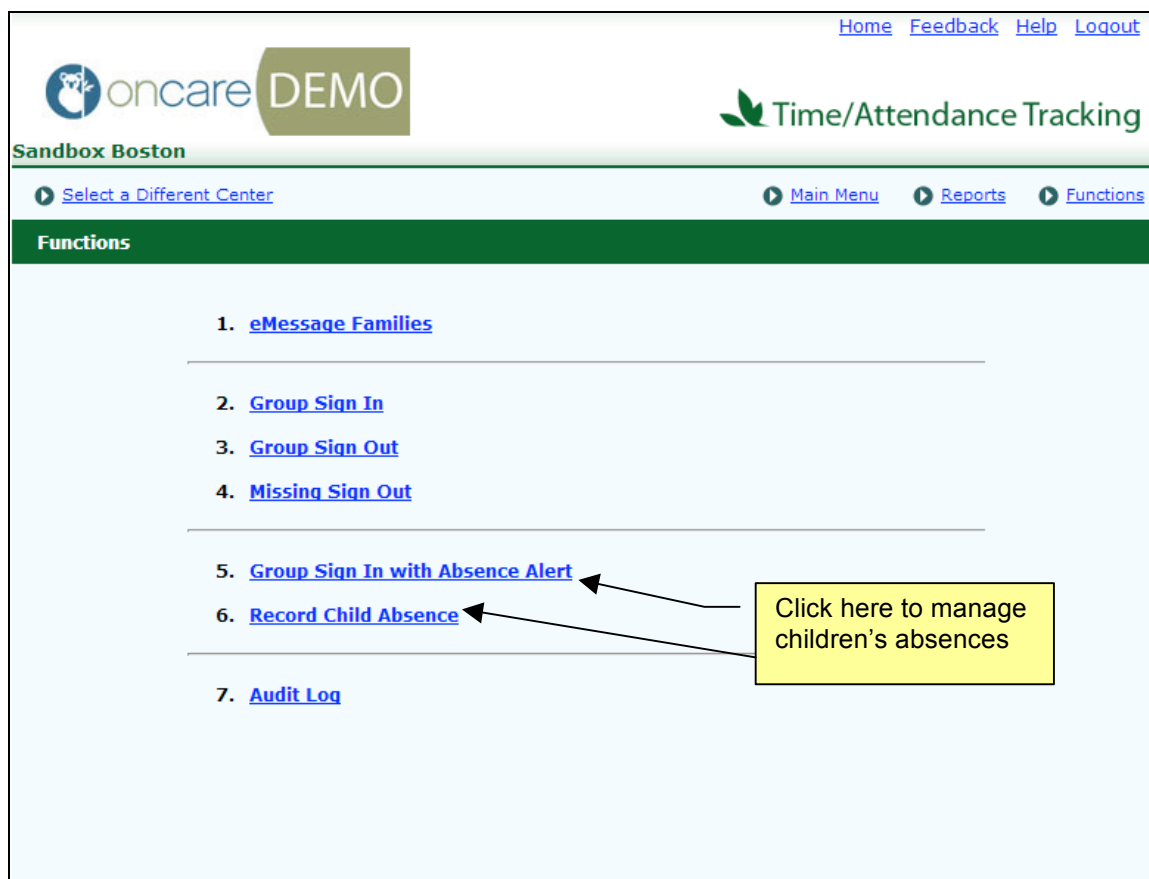 Home Feedback Help Logout
oncare DEMO
Time/Attendance Tracking
Sandbox Boston
Select a Different Center
Main Menu Reports Functions
Functions
1. eMessage Families
2. Group Sign In
3. Group Sign Out
4. Missing Sign Out
5. Group Sign In with Absence Alert
6. Record Child Absence
Click here to manage
children’s absences
7. Audit Log